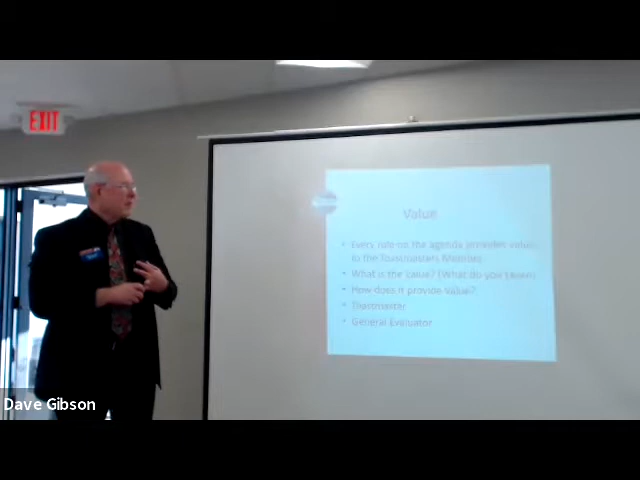 EXIT
Value
• Every role on the agenda provides value
to the Toastmasters Member
• What is the value? (What do you Learn)
• How does it provide Value?
• Toastmaster
• General Evaluator
Dave Gibson